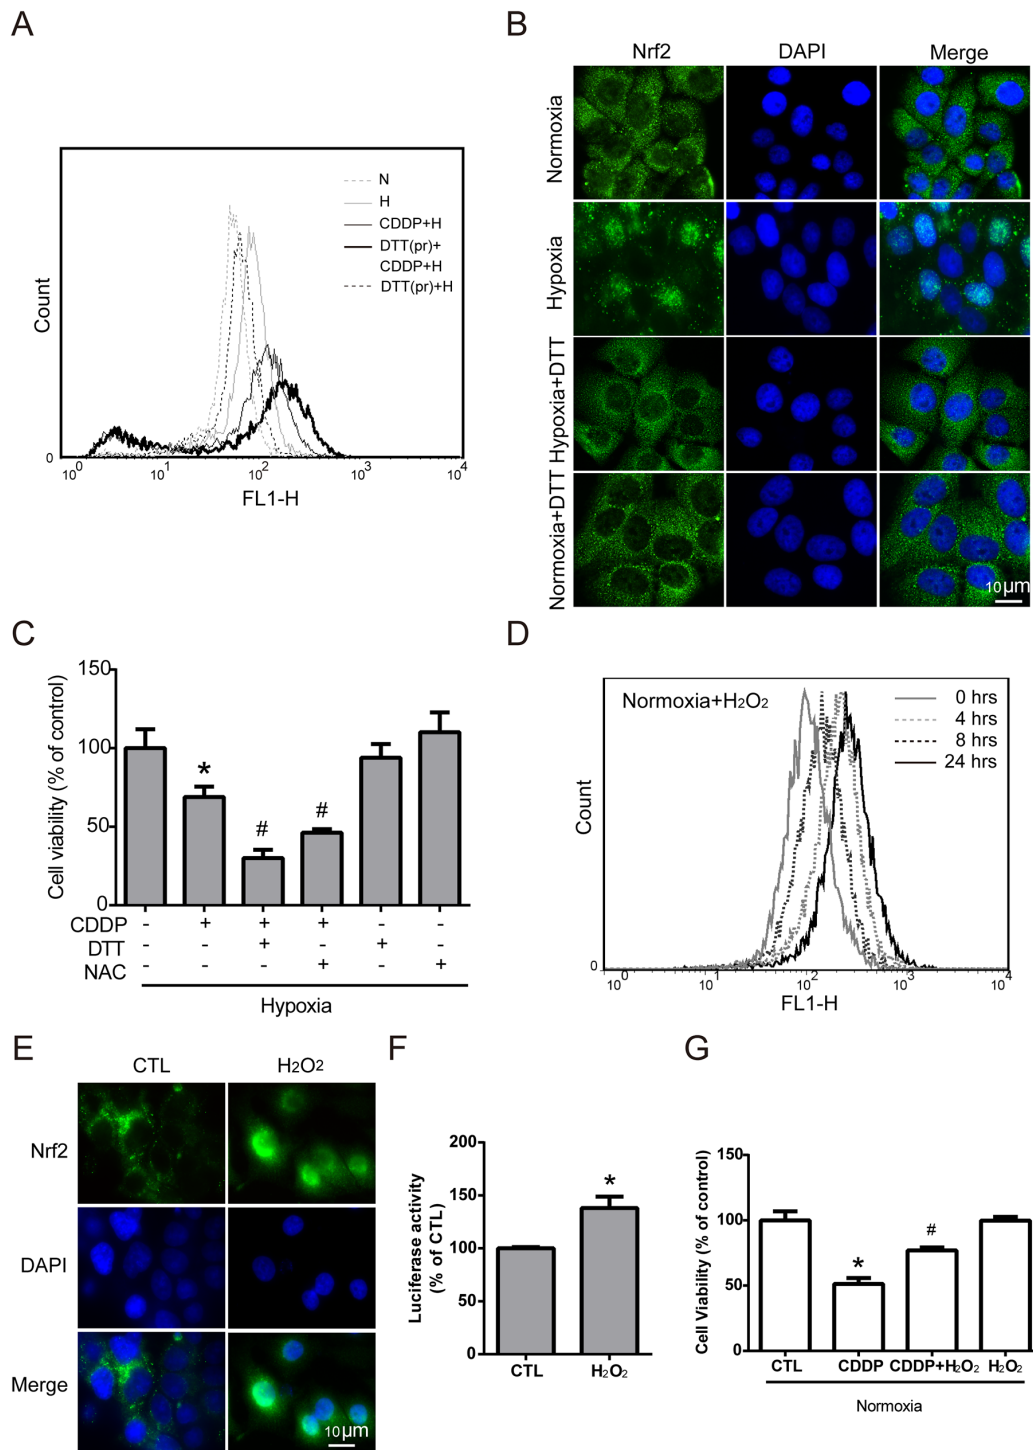 A
N
H
CDDP+H
DTT(pr)+
CDDP+H
DTT(pr)+H
Count
0
10⁰ 10¹ 10² 10³ 10⁴
FL1-H
B
Nrf2 DAPI Merge
Normoxia
Hypoxia
Hypoxia+DTT
Normoxia+DTT
10 µm
C
Cell viability (% of control)
150
100
50
0
*
#
#
CDDP - + + + - -
DTT - - + - + -
NAC - - - + - +
Hypoxia
D
Normoxia+H₂O₂
0 hrs
4 hrs
8 hrs
24 hrs
Count
0
10⁰ 10¹ 10² 10³ 10⁴
FL1-H
E
CTL H₂O₂
Nrf2
DAPI
Merge
10 µm
F
Luciferase activity
(% of CTL)
200
150
100
50
0
*
CTL H₂O₂
G
Cell Viability (% of control)
150
100
50
0
*
#
CTL CDDP CDDP+H₂O₂ H₂O₂
Normoxia